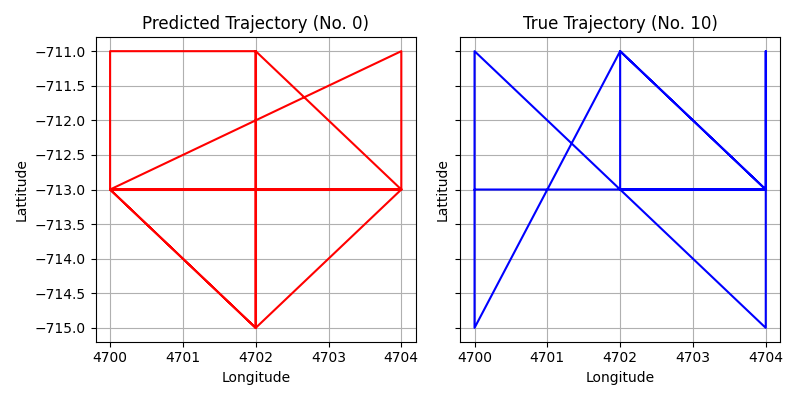 Predicted Trajectory (No. 0)
True Trajectory (No. 10)
Lattitude
−711.0
−711.5
−712.0
−712.5
−713.0
−713.5
−714.0
−714.5
−715.0
4700 4701 4702 4703 4704
Longitude
Lattitude
4700 4701 4702 4703 4704
Longitude